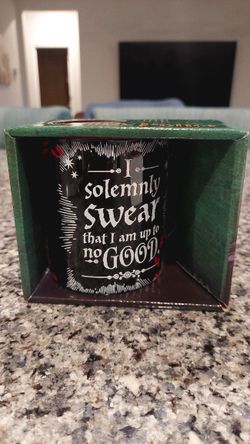 I
solemnly
swear
that I am up to
no GOOD.